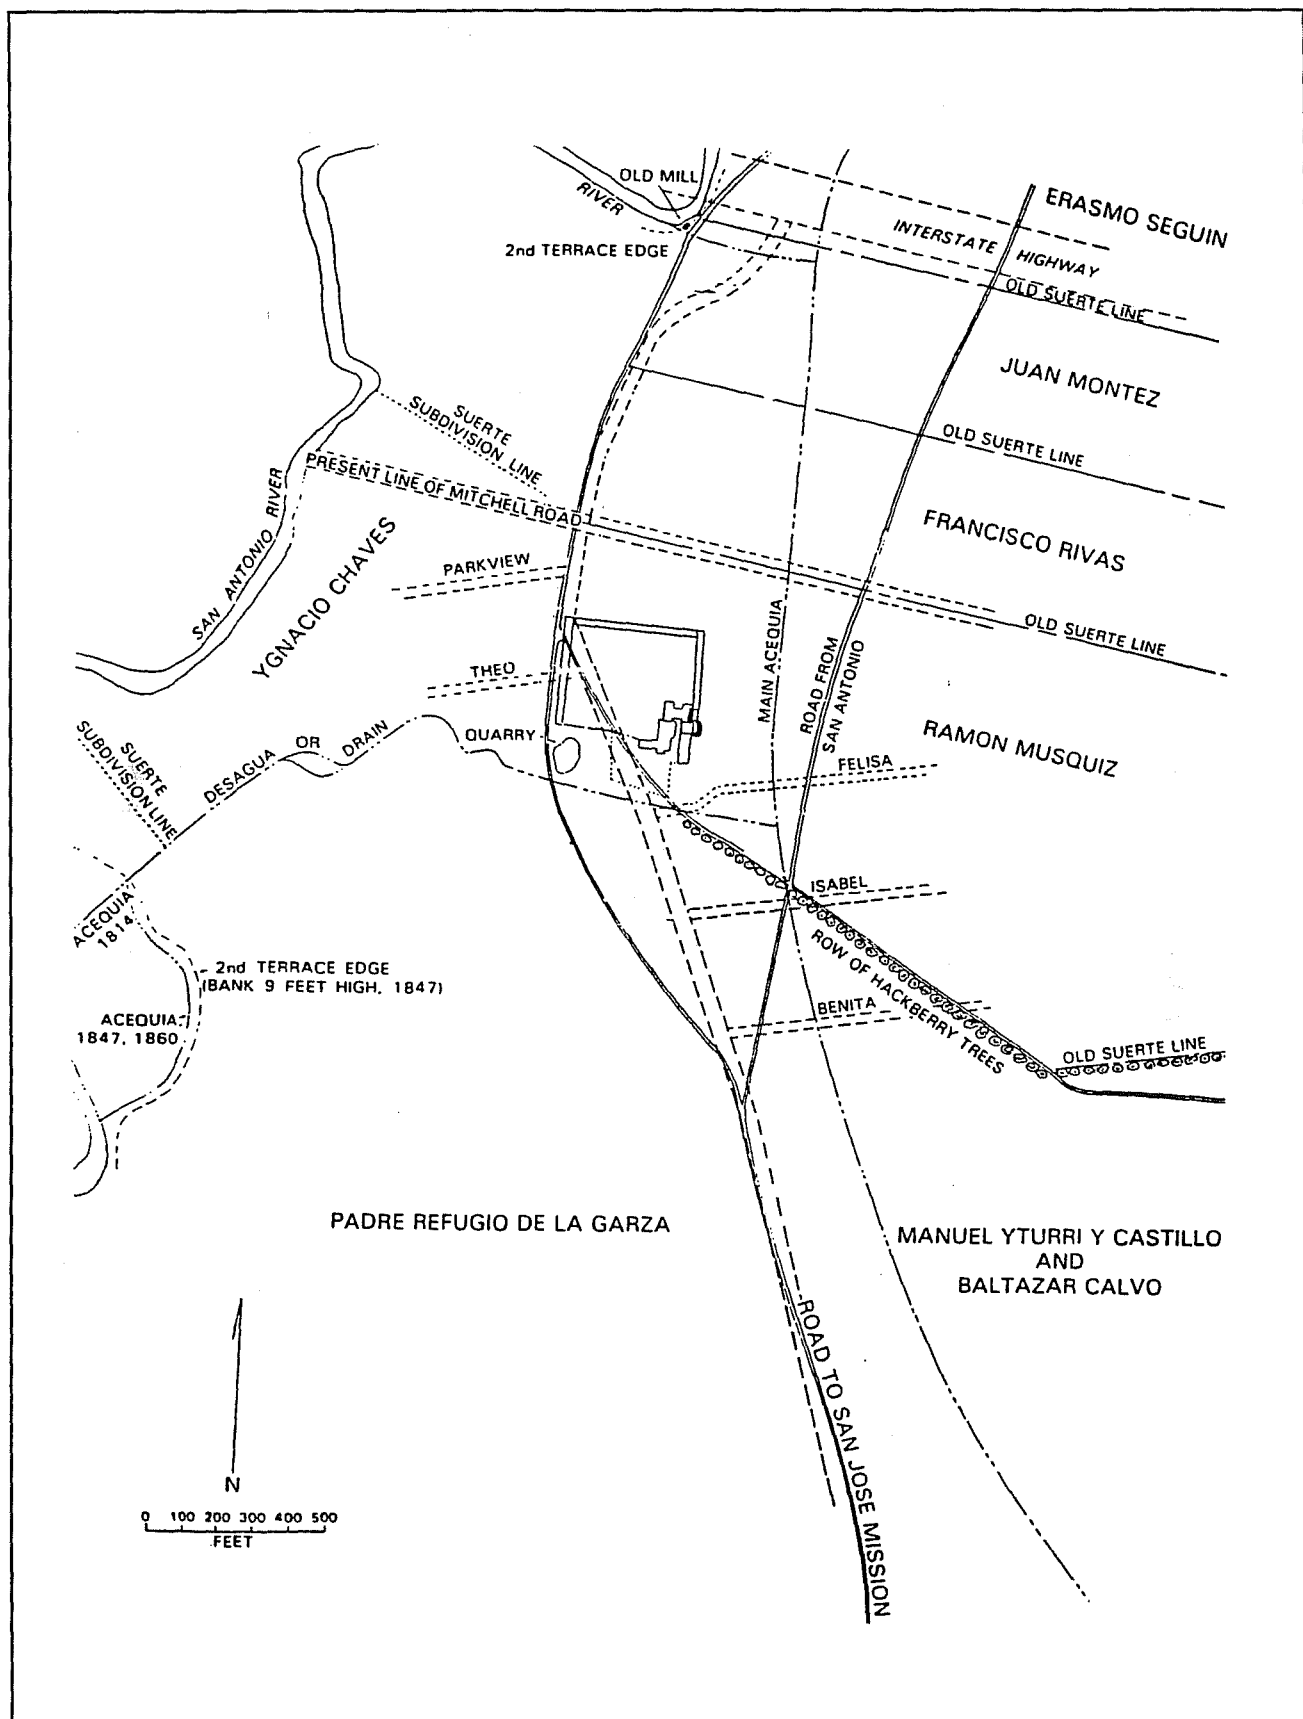 OLD MILL
RIVER
2nd TERRACE EDGE
ERASMO SEGUIN
INTERSTATE HIGHWAY
OLD SUERTE LINE
JUAN MONTEZ
SUERTE
SUBDIVISION LINE
OLD SUERTE LINE
PRESENT LINE OF MITCHELL ROAD
SAN ANTONIO RIVER
YGNACIO CHAVES
FRANCISCO RIVAS
PARKVIEW
MAIN ACEQUIA
OLD SUERTE LINE
ROAD FROM
SAN ANTONIO
THEO
QUARRY
RAMON MUSQUIZ
FELISA
SUERTE
SUBDIVISION LINE
DESAGUA OR DRAIN
ISABEL
ACEQUIA
1814
ROW OF HACKBERRY TREES
2nd TERRACE EDGE
(BANK 9 FEET HIGH, 1847)
BENITA
ACEQUIA
1847, 1860
OLD SUERTE LINE
PADRE REFUGIO DE LA GARZA
MANUEL YTURRI Y CASTILLO
AND
BALTAZAR CALVO
ROAD TO SAN JOSE MISSION
N
0 100 200 300 400 500
FEET